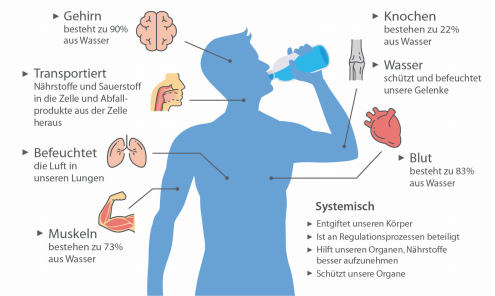 Gehirn
besteht zu 90%
aus Wasser
Transportiert
Nährstoffe und Sauerstoff
in die Zelle und Abfall-
produkte aus der Zelle
heraus
Befeuchtet
die Luft in
unseren Lungen
Muskeln
bestehen zu 73%
aus Wasser
Knochen
bestehen zu 22%
aus Wasser
Wasser
schützt und befeuchtet
unsere Gelenke
Blut
besteht zu 83%
aus Wasser
Systemisch
Entgiftet unseren Körper
Ist an Regulationsprozessen beteiligt
Hilft unseren Organen, Nährstoffe
besser aufzunehmen
Schützt unsere Organe